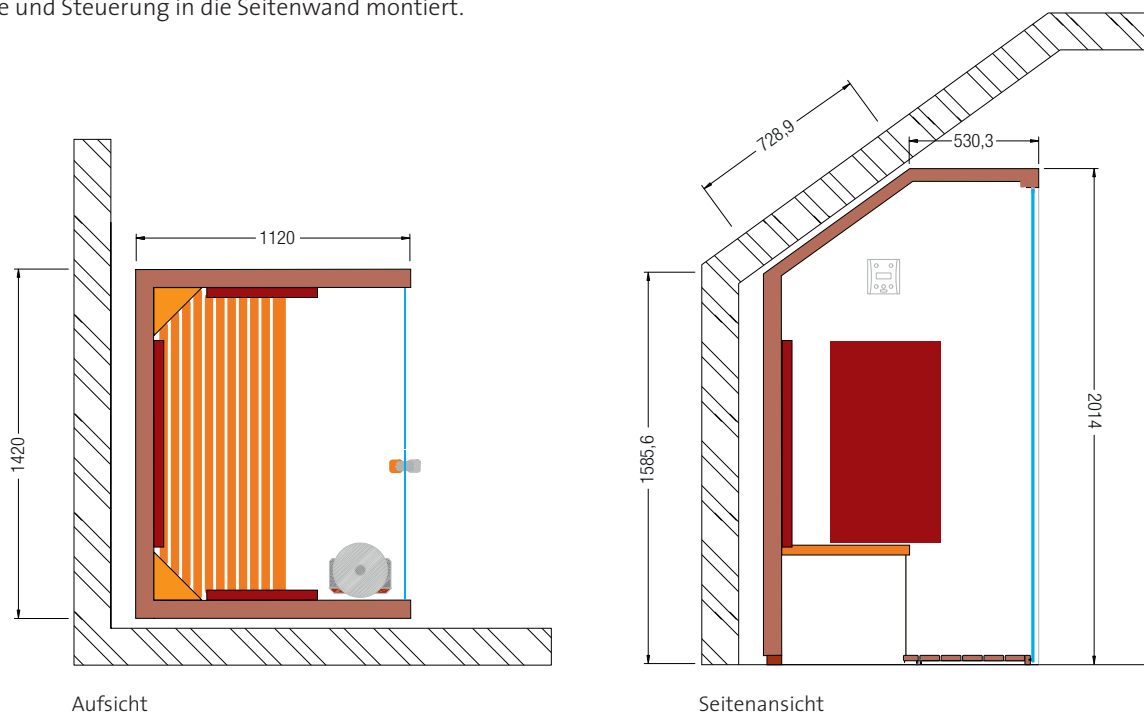 e und Steuerung in die Seitenwand montiert.
728,9
530,3
1120
1420
1585,6
2014
Aufsicht
Seitenansicht